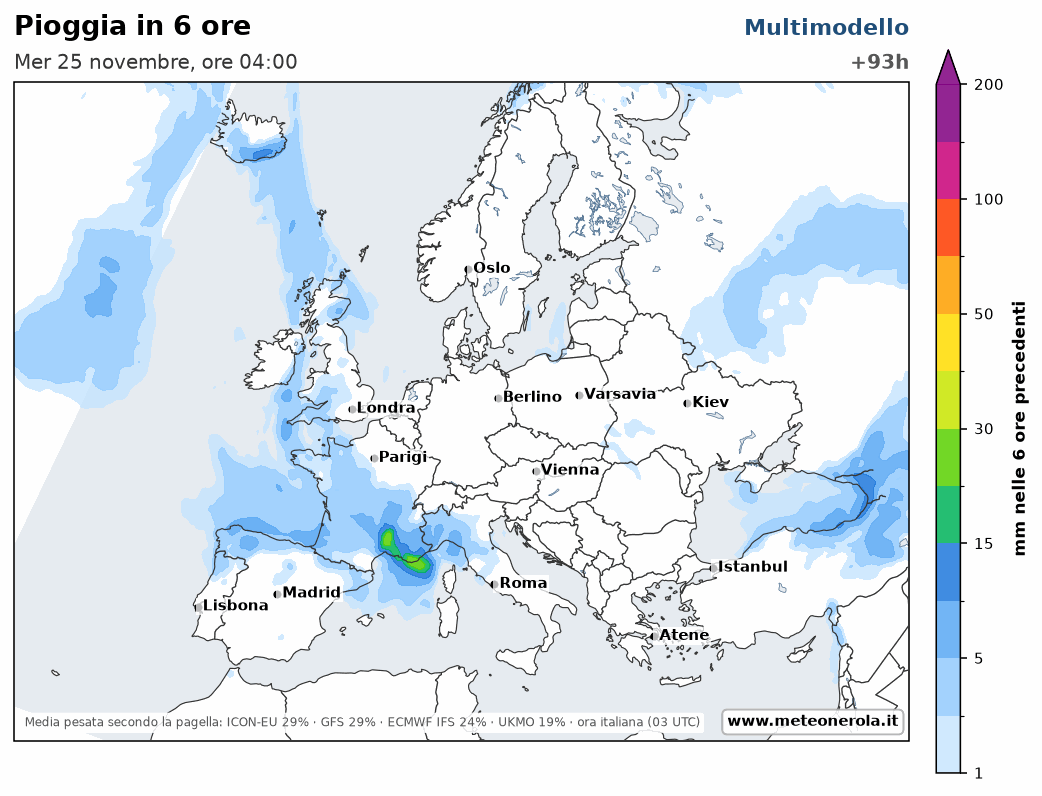 Pioggia in 6 ore
Multimodello
Mer 25 novembre, ore 04:00
+93h
200
100
50
30
15
5
1
mm nelle 6 ore precedenti
Oslo
Berlino
Varsavia
Kiev
Londra
Parigi
Vienna
Istanbul
Roma
Madrid
Lisbona
Atene
Media pesata secondo la pagella: ICON-EU 29% · GFS 29% · ECMWF IFS 24% · UKMO 19% · ora italiana (03 UTC)
www.meteonerola.it